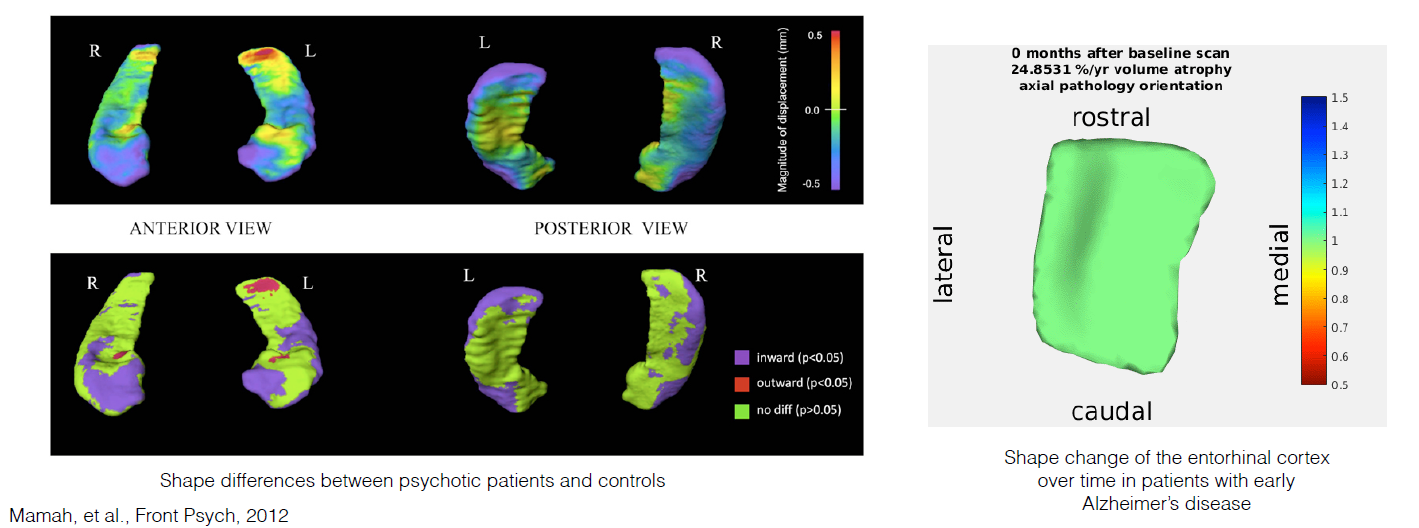 R
L
L
R
Magnitude of displacement (mm)
0.5
0.0
-0.5
ANTERIOR VIEW
POSTERIOR VIEW
R
L
L
R
inward (p<0.05)
outward (p<0.05)
no diff (p>0.05)
Shape differences between psychotic patients and controls
Mamah, et al., Front Psych, 2012
0 months after baseline scan
24.8531 %/yr volume atrophy
axial pathology orientation
rostral
lateral
medial
caudal
1.5
1.4
1.3
1.2
1.1
1
0.9
0.8
0.7
0.6
0.5
Shape change of the entorhinal cortex
over time in patients with early
Alzheimer’s disease